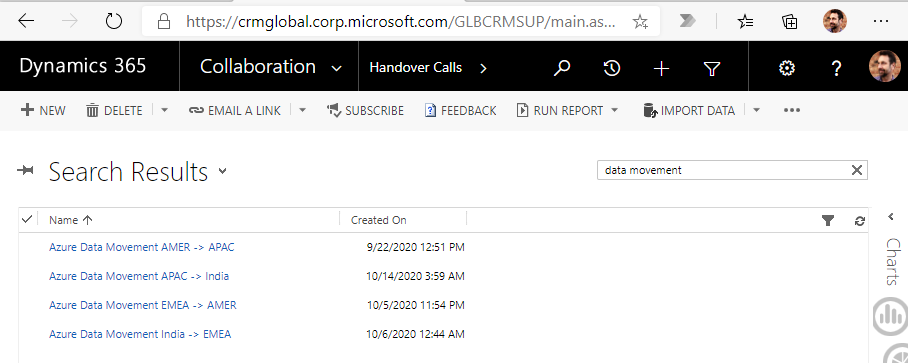 https://crmglobal.corp.microsoft.com/GLBCRMSUP/main.as...
Dynamics 365 Collaboration Handover Calls
NEW DELETE EMAIL A LINK SUBSCRIBE FEEDBACK RUN REPORT IMPORT DATA
Search Results data movement
Name Created On
Azure Data Movement AMER -> APAC 9/22/2020 12:51 PM
Azure Data Movement APAC -> India 10/14/2020 3:59 AM
Azure Data Movement EMEA -> AMER 10/5/2020 11:54 PM
Azure Data Movement India -> EMEA 10/6/2020 12:44 AM
Charts